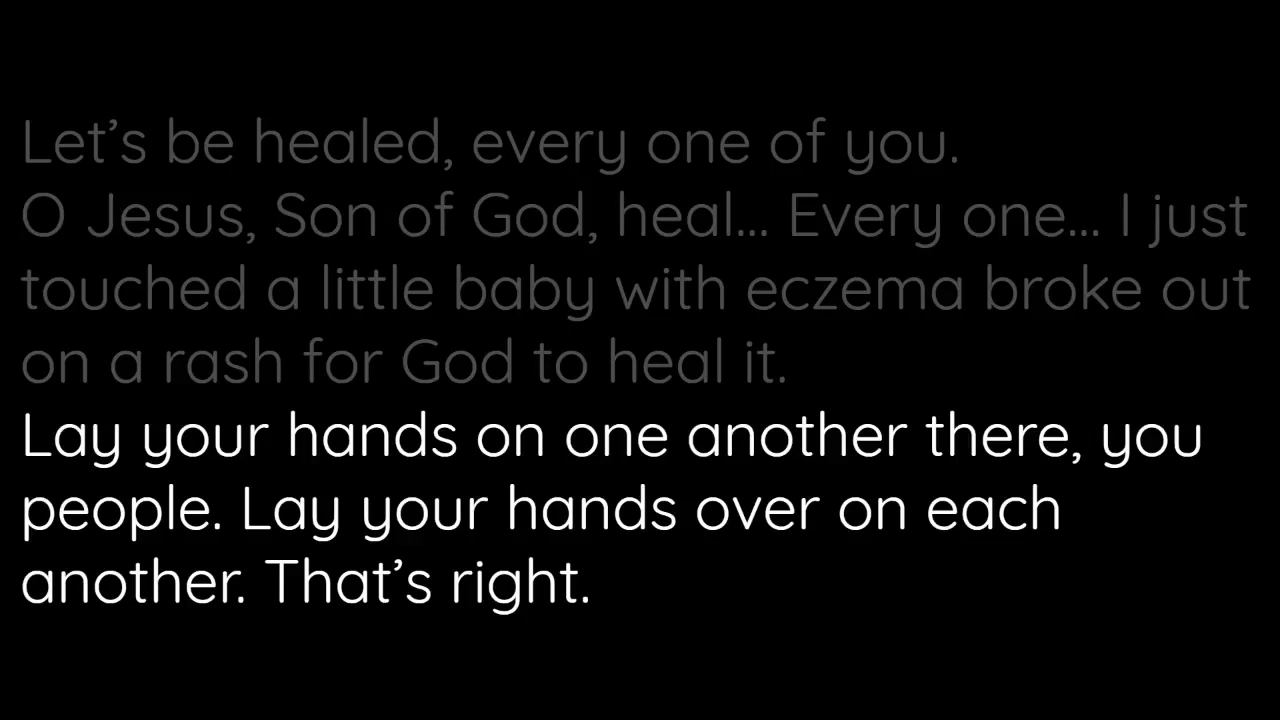 Let’s be healed, every one of you.
O Jesus, Son of God, heal... Every one... I just
touched a little baby with eczema broke out
on a rash for God to heal it.
Lay your hands on one another there, you
people. Lay your hands over on each
another. That’s right.